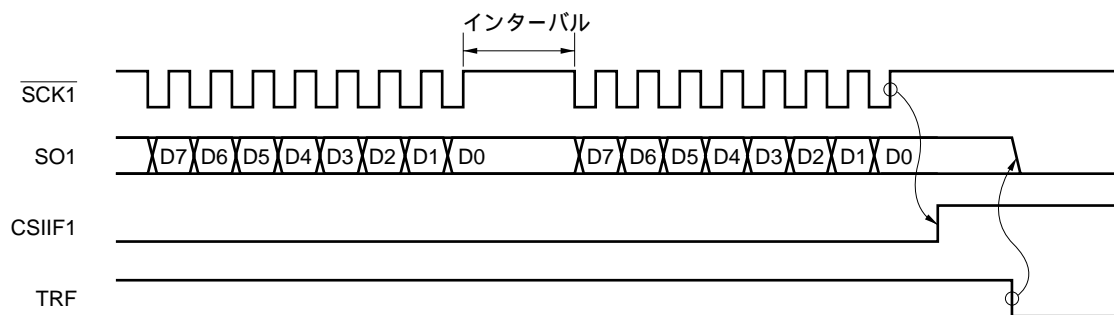 インターバル
SCK1
SO1 D7 D6 D5 D4 D3 D2 D1 D0 D7 D6 D5 D4 D3 D2 D1 D0
CSIIF1
TRF